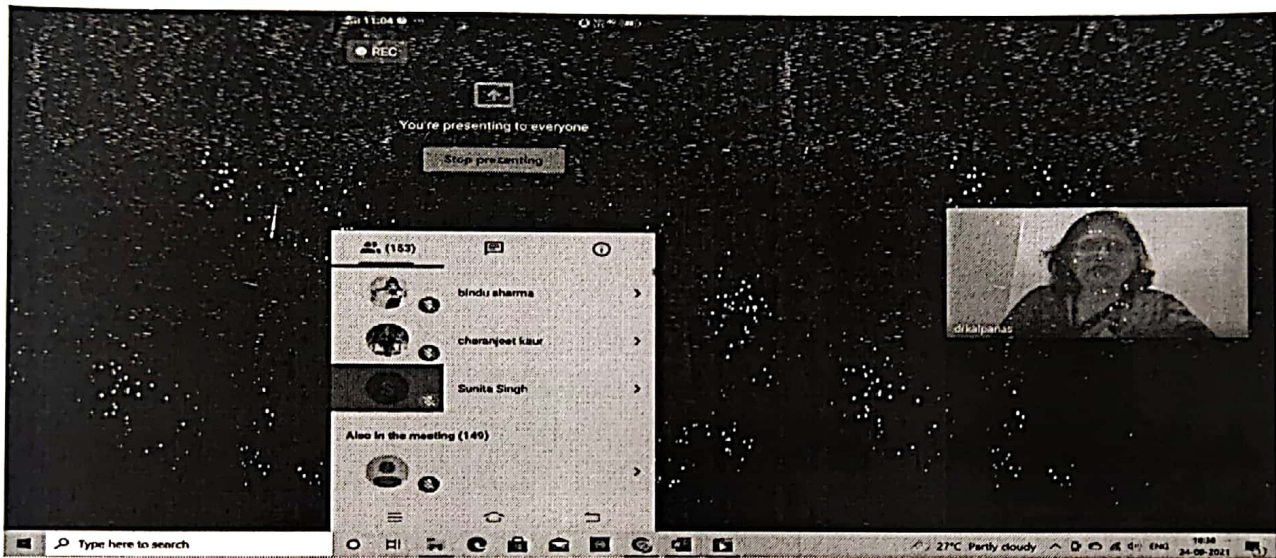 11:04
REC
You're presenting to everyone
Stop presenting
(153)
bindu sharma
charanjeet kaur
Sunita Singh
Also in the meeting (149)
drkalpanas
Type here to search
27°C Partly cloudy
ENG
24-09-2021